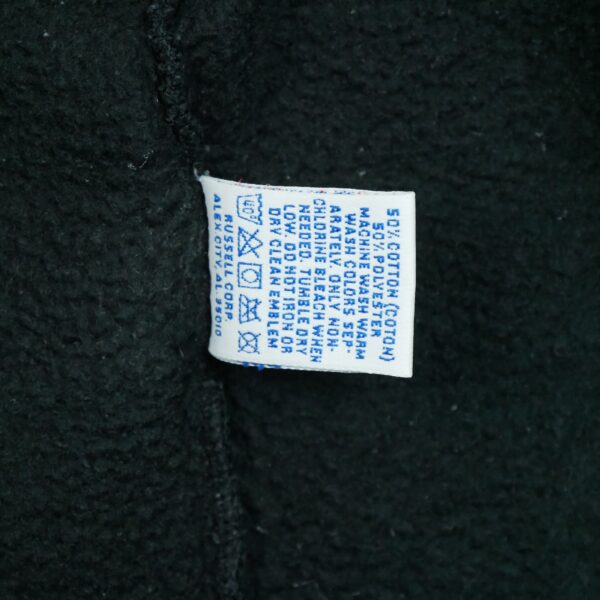 50% COTTON (COTON)
50% POLYESTER
MACHINE WASH WARM
WASH COLORS SEP-
ARATELY. ONLY NON-
CHLORINE BLEACH WHEN
NEEDED. TUMBLE DRY
LOW. DO NOT IRON OR
DRY CLEAN EMBLEM
40
RUSSELL CORP.
ALEX CITY, AL 35010